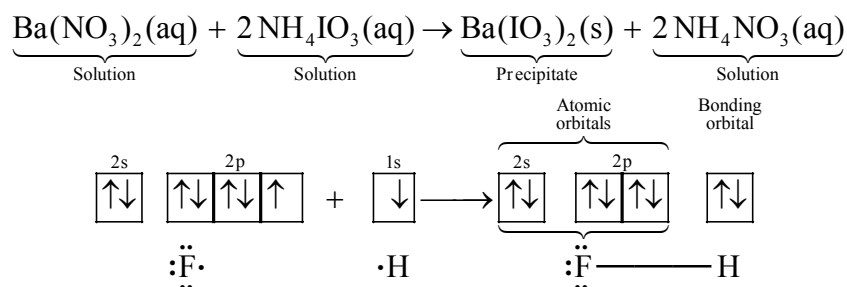 Ba(NO₃)₂(aq) + 2 NH₄IO₃(aq) → Ba(IO₃)₂(s) + 2 NH₄NO₃(aq)
Solution Solution Precipitate Solution
Atomic orbitals Bonding orbital
2s 2p 1s 2s 2p
↑↓ ↑↓ ↑↓ ↑ + ↓ → ↑↓ ↑↓ ↑↓ ↑↓
:F̤̈· ·H :F̤̈—H